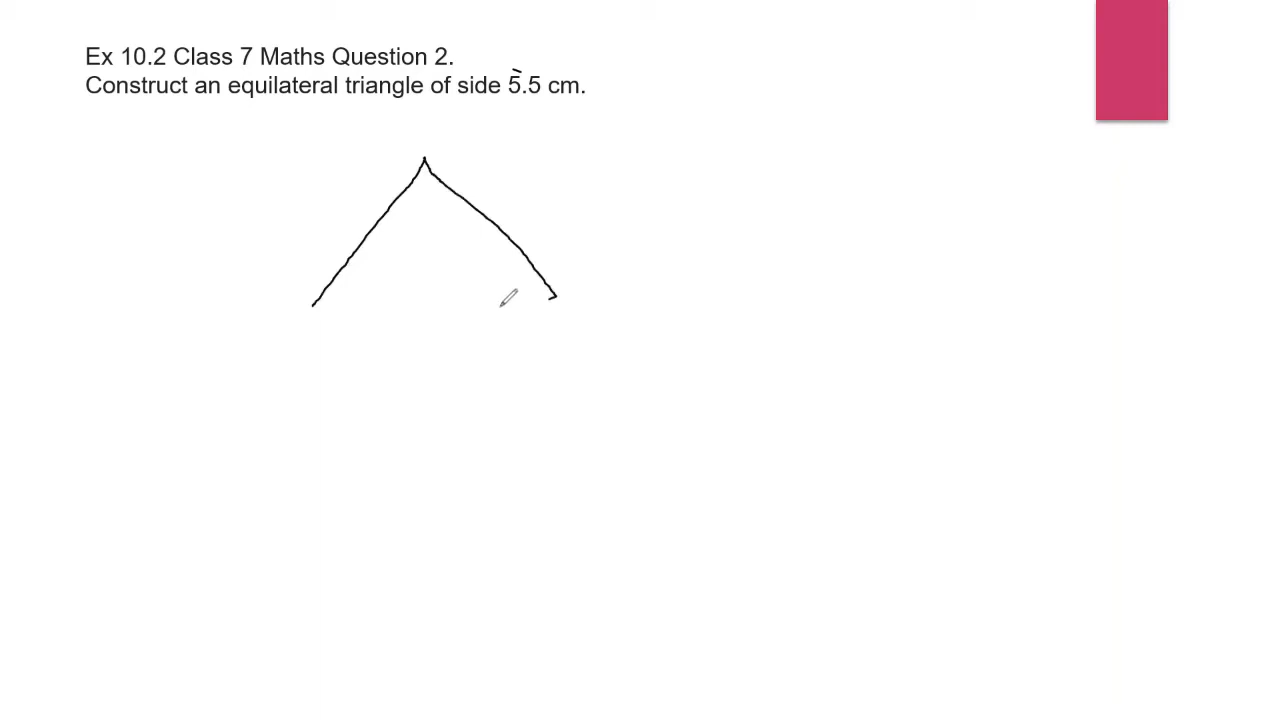 Ex 10.2 Class 7 Maths Question 2.
Construct an equilateral triangle of side 5.5 cm.